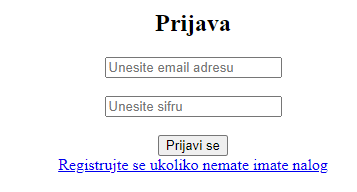 Prijava
Unesite email adresu
Unesite sifru
Prijavi se
Registrujte se ukoliko nemate imate nalog